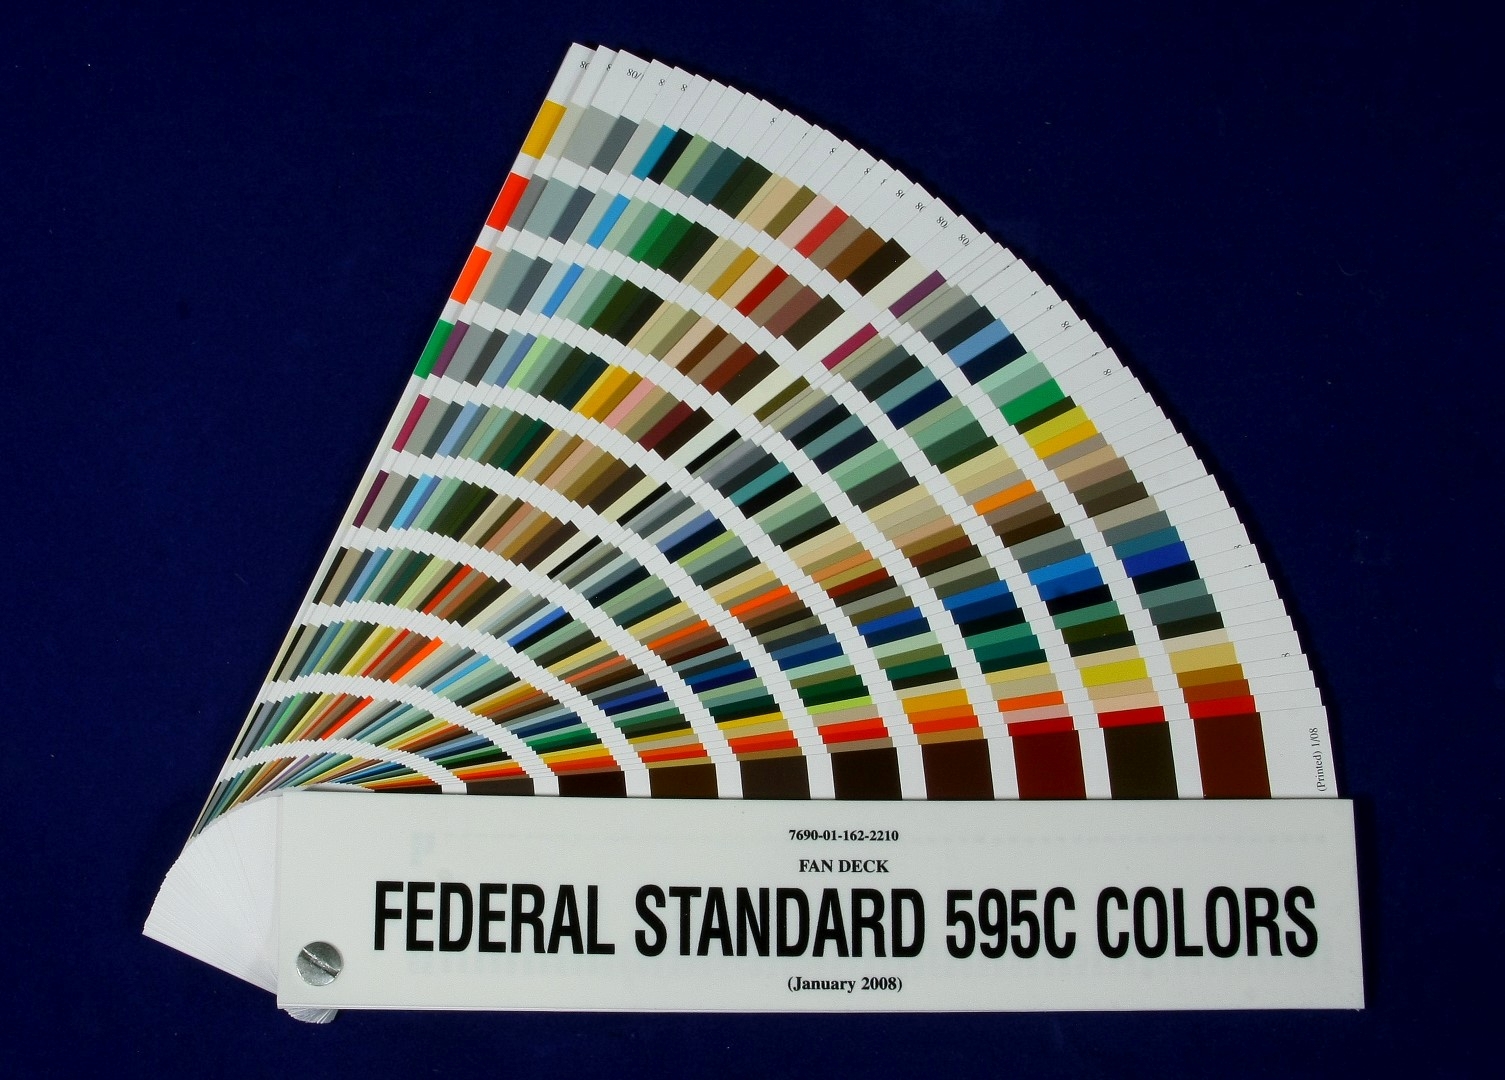 7690-01-162-2210
FAN DECK
FEDERAL STANDARD 595C COLORS
(January 2008)
(Printed) 1/08